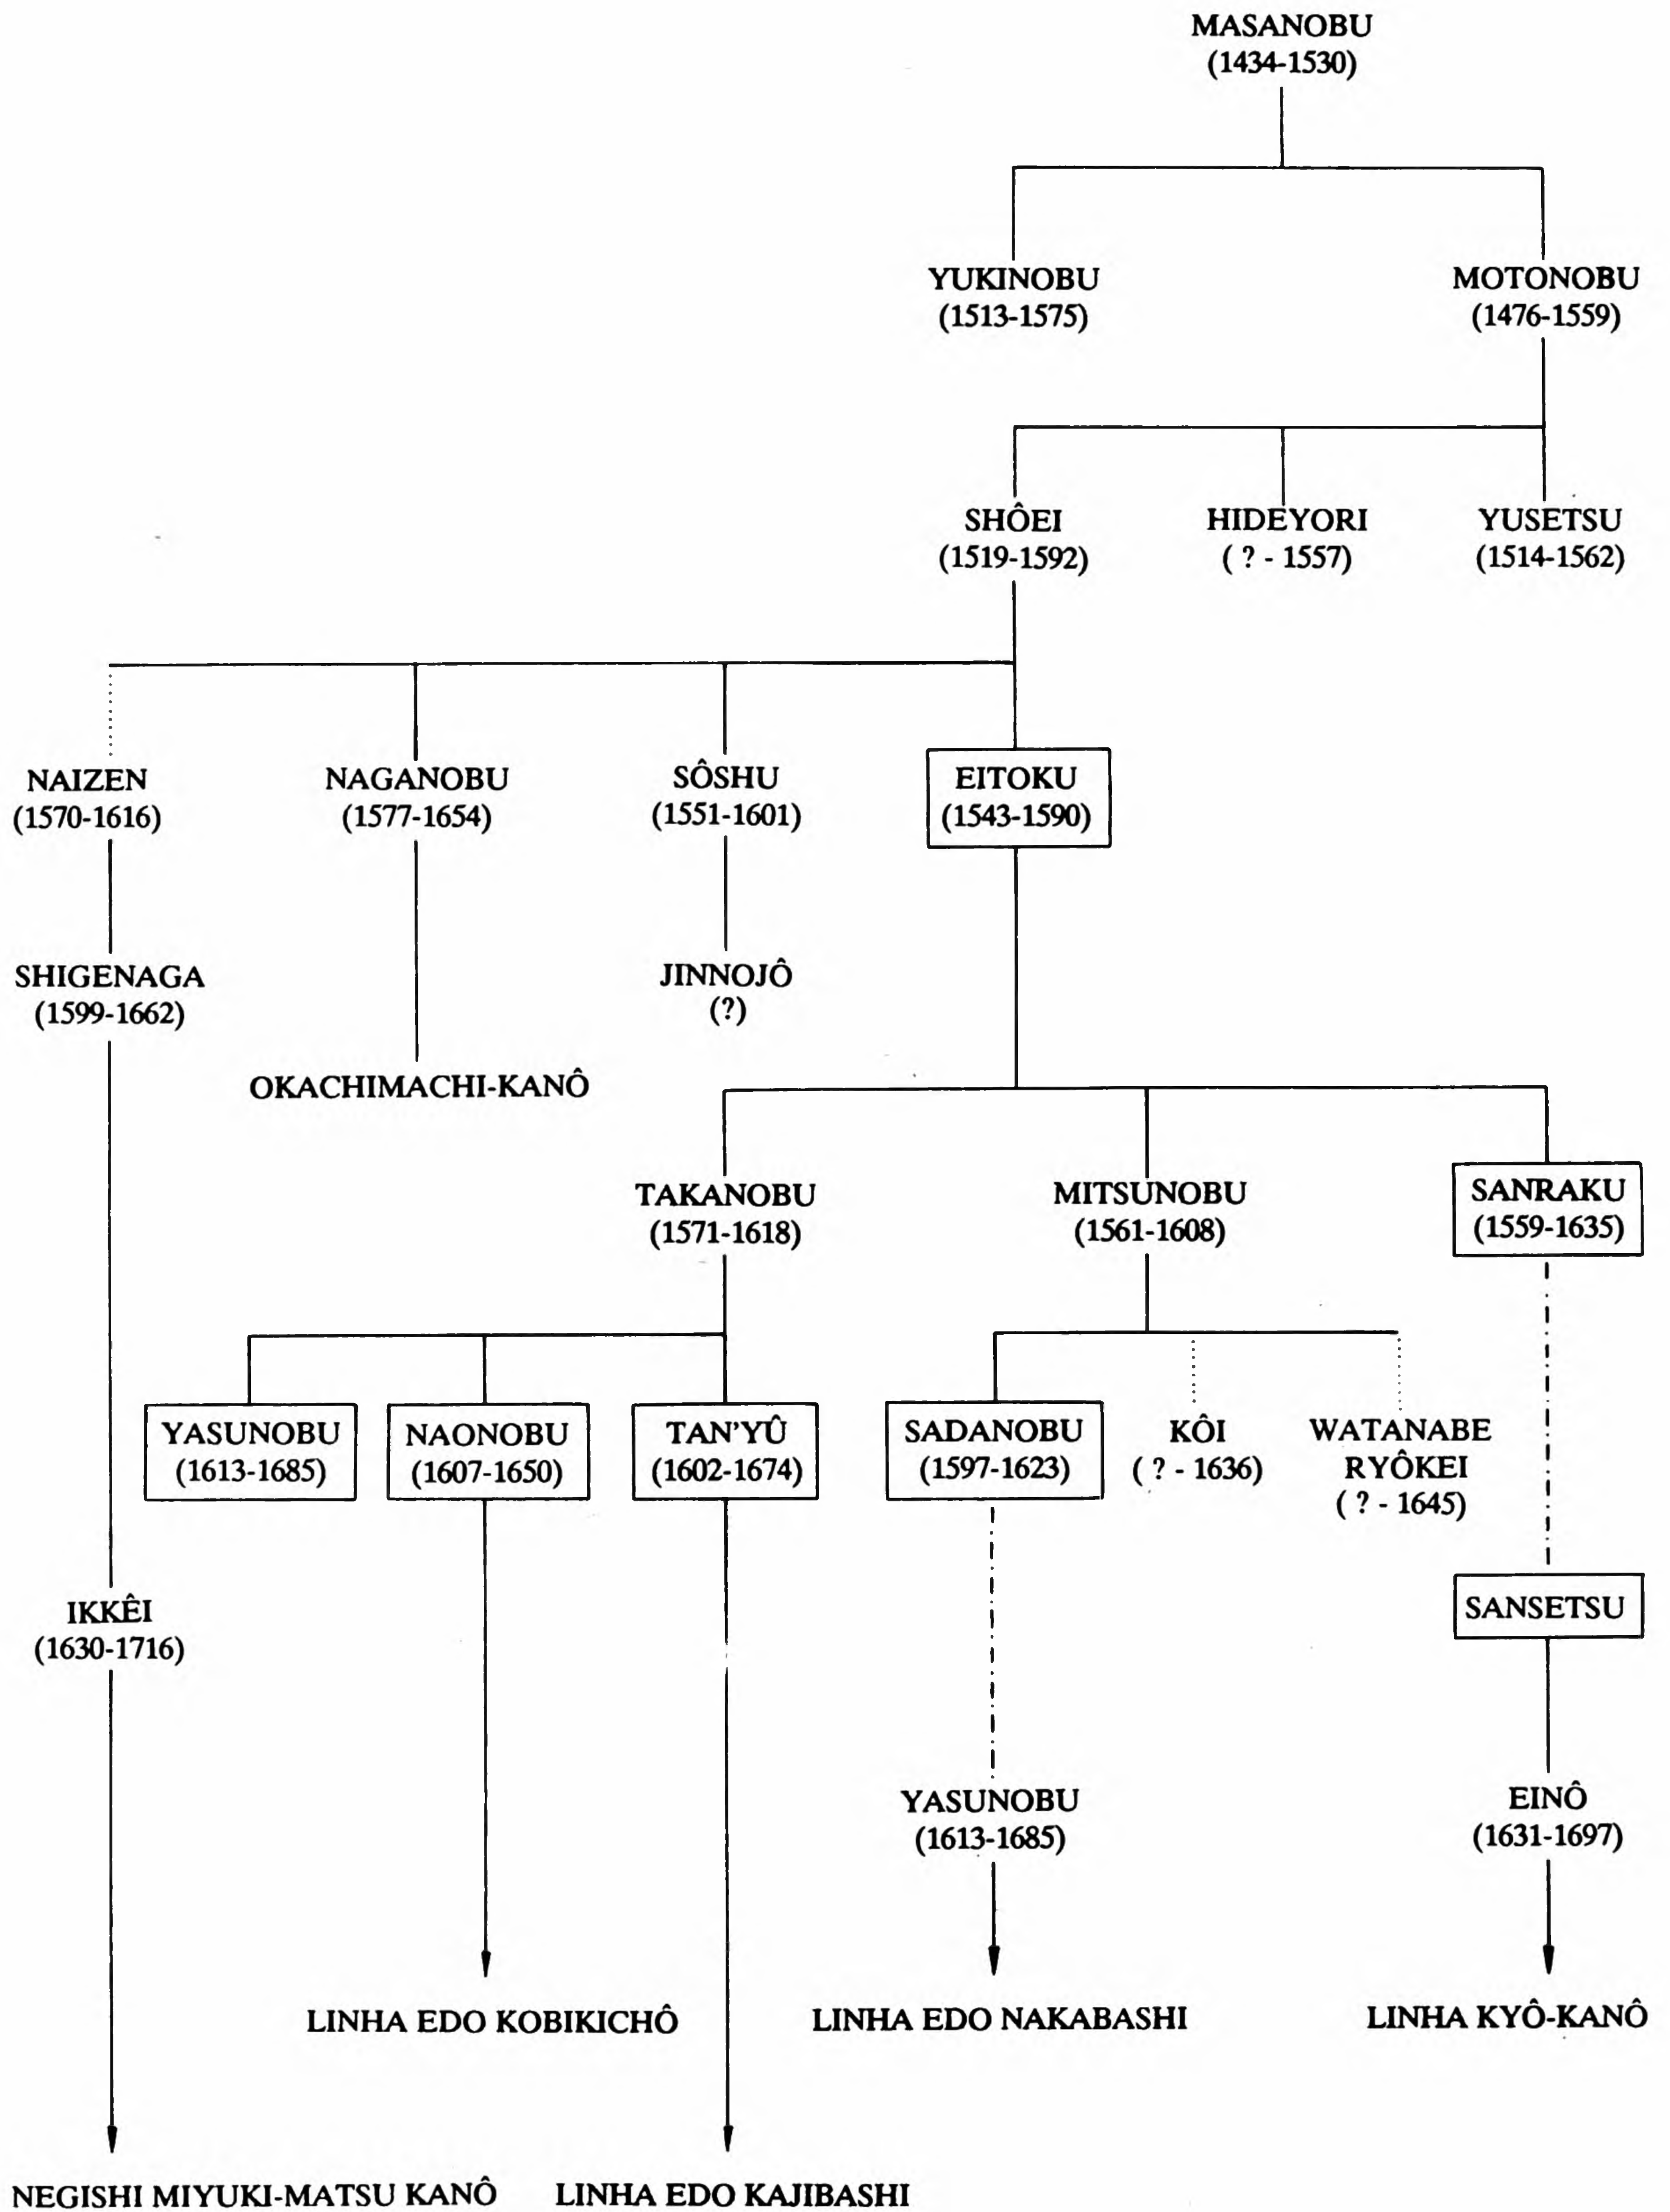 MASANOBU
(1434-1530)
YUKINOBU
(1513-1575)
MOTONOBU
(1476-1559)
SHÔEI
(1519-1592)
HIDEYORI
( ? - 1557)
YUSETSU
(1514-1562)
NAIZEN
(1570-1616)
NAGANOBU
(1577-1654)
SÔSHU
(1551-1601)
EITOKU
(1543-1590)
SHIGENAGA
(1599-1662)
JINNOJÔ
(?)
OKACHIMACHI-KANÔ
TAKANOBU
(1571-1618)
MITSUNOBU
(1561-1608)
SANRAKU
(1559-1635)
YASUNOBU
(1613-1685)
NAONOBU
(1607-1650)
TAN'YÛ
(1602-1674)
SADANOBU
(1597-1623)
KÔI
( ? - 1636)
WATANABE
RYÔKEI
( ? - 1645)
IKKÊI
(1630-1716)
SANSETSU
YASUNOBU
(1613-1685)
EINÔ
(1631-1697)
LINHA EDO KOBIKICHÔ
LINHA EDO NAKABASHI
LINHA KYÔ-KANÔ
NEGISHI MIYUKI-MATSU KANÔ
LINHA EDO KAJIBASHI